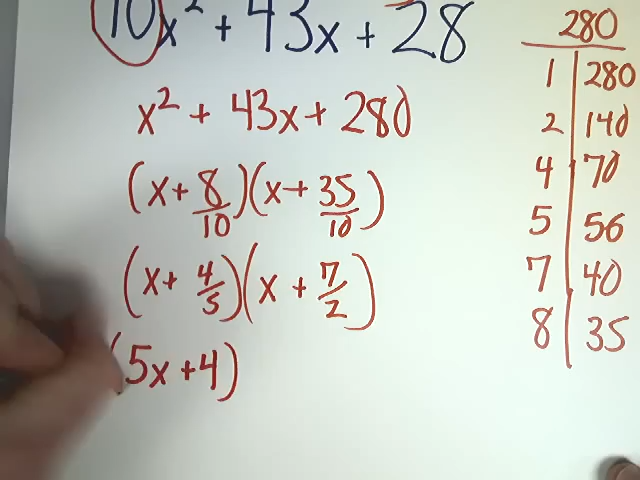 10x² + 43x + 28
x² + 43x + 280
(x + 8/10)(x + 35/10)
(x + 4/5)(x + 7/2)
(5x + 4)
280
1 | 280
2 | 140
4 | 70
5 | 56
7 | 40
8 | 35